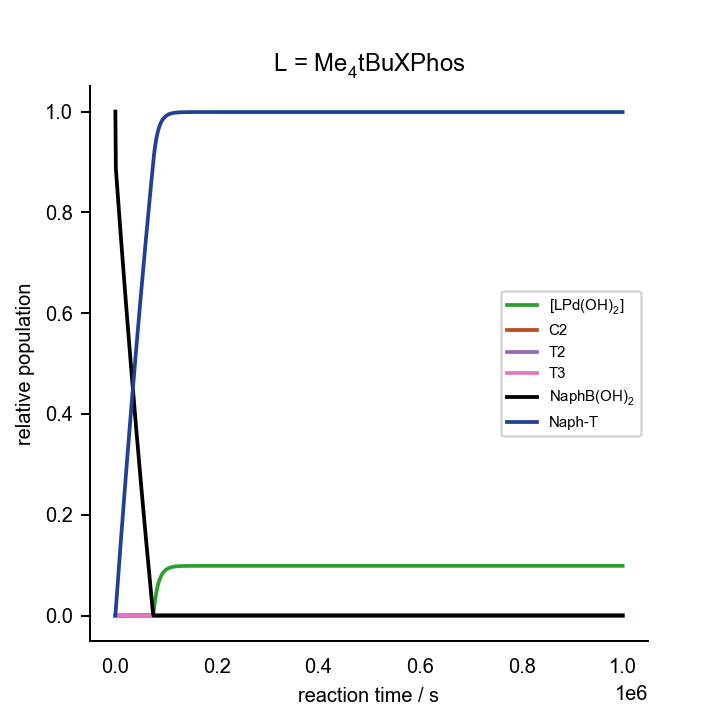 L = Me₄tBuXPhos
relative population
1.0
0.8
0.6
0.4
0.2
0.0
[LPd(OH)₂]
C2
T2
T3
NaphB(OH)₂
Naph-T
0.0 0.2 0.4 0.6 0.8 1.0
1e6
reaction time / s